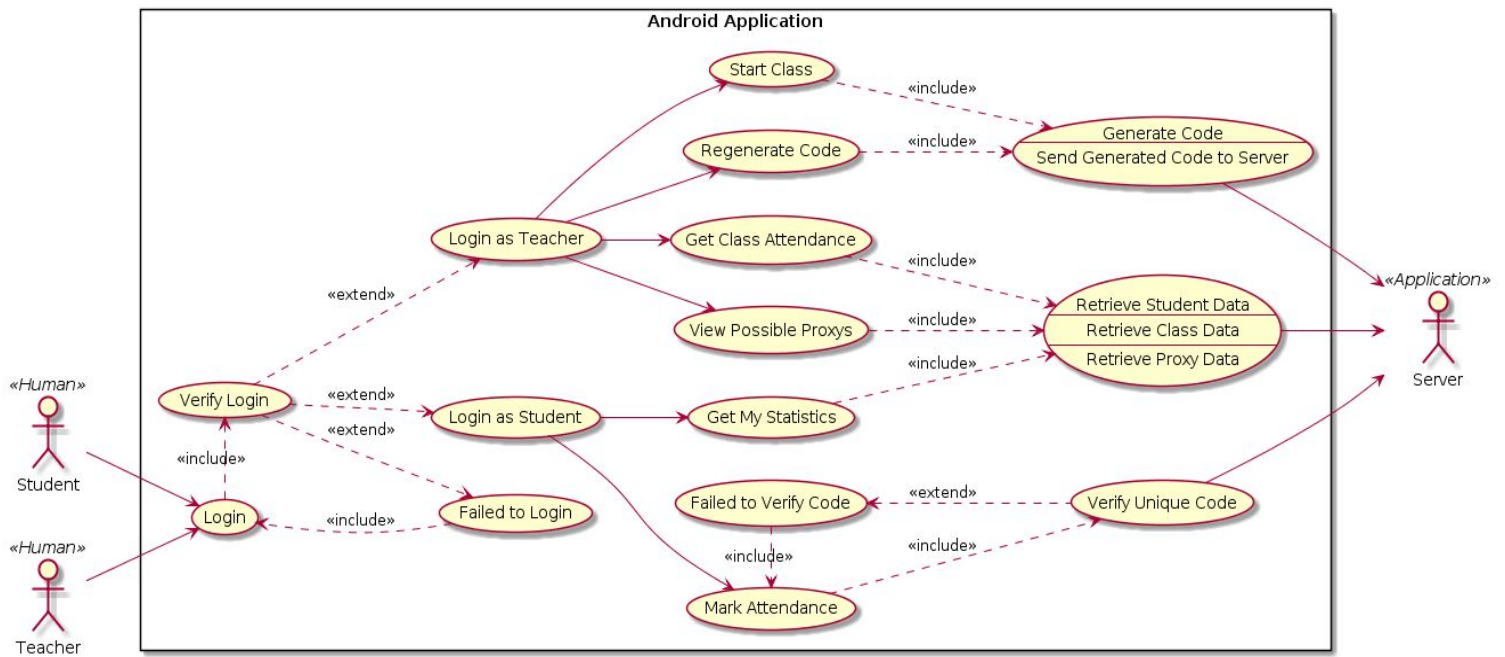 Android Application
Start Class
«include»
Generate Code
Send Generated Code to Server
Regenerate Code
«include»
Login as Teacher
Get Class Attendance
«include»
«Application»
Server
«extend»
View Possible Proxys
«include»
Retrieve Student Data
Retrieve Class Data
Retrieve Proxy Data
«include»
«Human»
Student
Verify Login
«extend»
Login as Student
Get My Statistics
«extend»
«include»
Login
Failed to Login
«include»
Failed to Verify Code
«extend»
Verify Unique Code
«include»
«include»
«Human»
Teacher
Mark Attendance